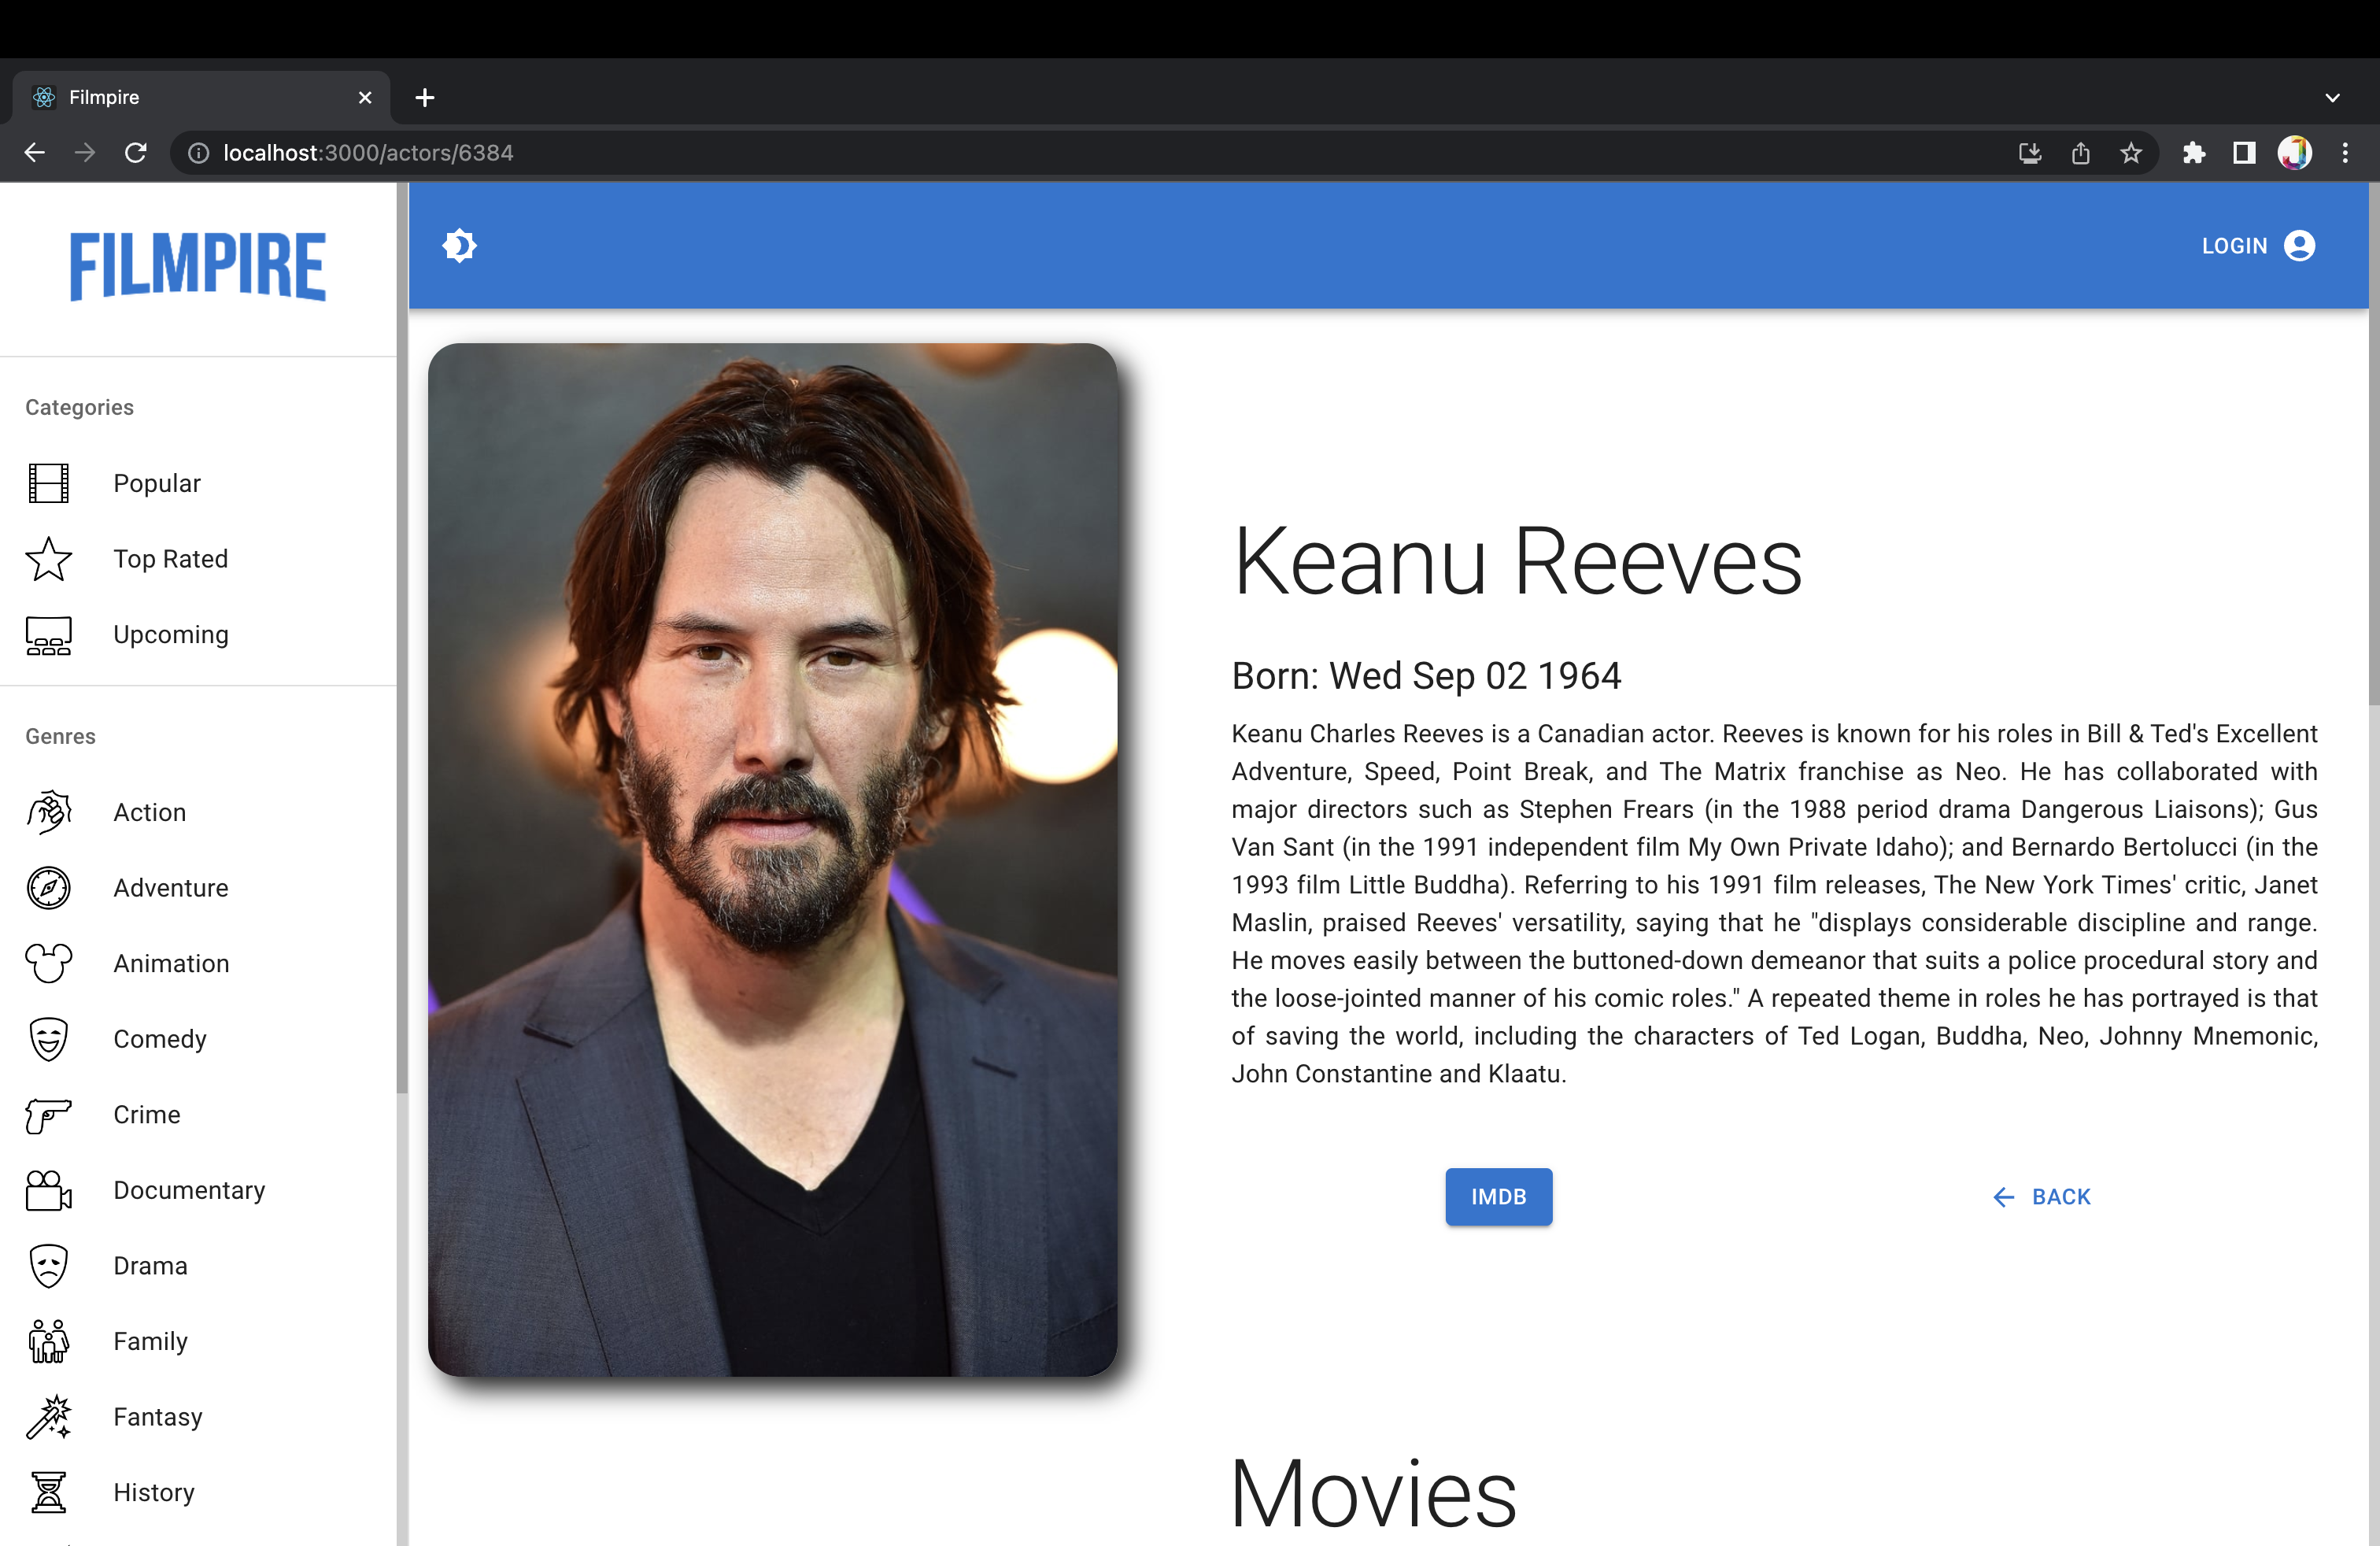 Filmpire
localhost:3000/actors/6384
FILMPIRE
LOGIN
Categories
Popular
Top Rated
Upcoming
Genres
Action
Adventure
Animation
Comedy
Crime
Documentary
Drama
Family
Fantasy
History
Keanu Reeves
Born: Wed Sep 02 1964
Keanu Charles Reeves is a Canadian actor. Reeves is known for his roles in Bill & Ted's Excellent
Adventure, Speed, Point Break, and The Matrix franchise as Neo. He has collaborated with
major directors such as Stephen Frears (in the 1988 period drama Dangerous Liaisons); Gus
Van Sant (in the 1991 independent film My Own Private Idaho); and Bernardo Bertolucci (in the
1993 film Little Buddha). Referring to his 1991 film releases, The New York Times' critic, Janet
Maslin, praised Reeves' versatility, saying that he "displays considerable discipline and range.
He moves easily between the buttoned-down demeanor that suits a police procedural story and
the loose-jointed manner of his comic roles." A repeated theme in roles he has portrayed is that
of saving the world, including the characters of Ted Logan, Buddha, Neo, Johnny Mnemonic,
John Constantine and Klaatu.
IMDB
BACK
Movies